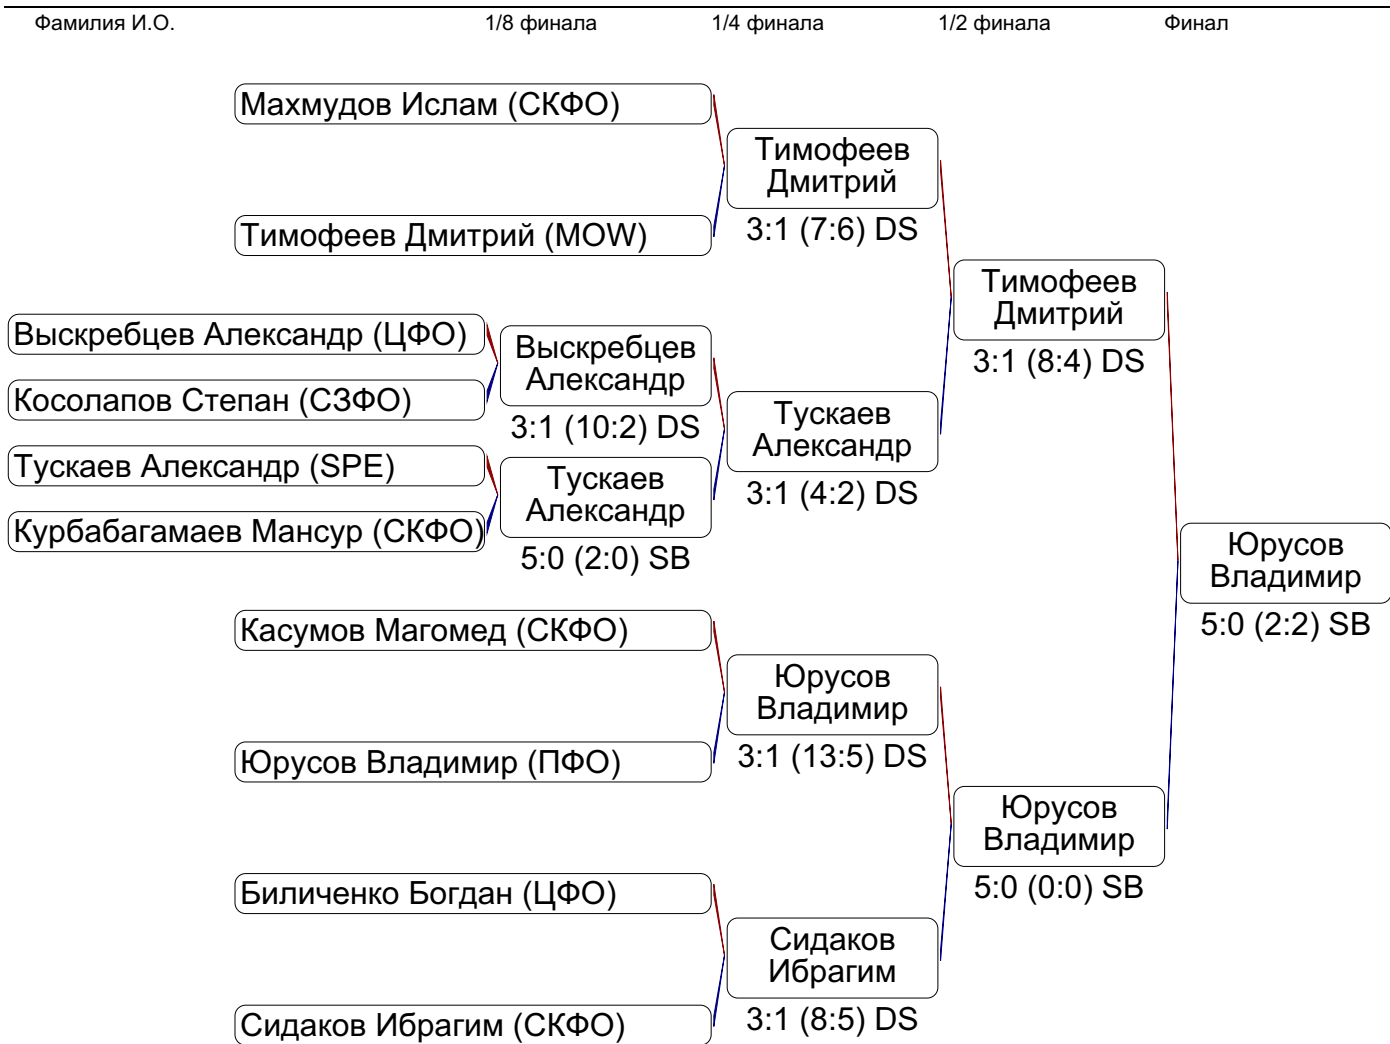 Фамилия И.О. 1/8 финала 1/4 финала 1/2 финала Финал
Махмудов Ислам (СКФО)
Тимофеев
Дмитрий
3:1 (7:6) DS
Тимофеев Дмитрий (MOW)
Тимофеев
Дмитрий
3:1 (8:4) DS
Выскребцев Александр (ЦФО)
Выскребцев
Александр
3:1 (10:2) DS
Косолапов Степан (СЗФО)
Тускаев
Александр
3:1 (4:2) DS
Тускаев Александр (SPE)
Тускаев
Александр
5:0 (2:0) SB
Курбабагамаев Мансур (СКФО)
Юрусов
Владимир
5:0 (2:2) SB
Касумов Магомед (СКФО)
Юрусов
Владимир
3:1 (13:5) DS
Юрусов Владимир (ПФО)
Юрусов
Владимир
5:0 (0:0) SB
Биличенко Богдан (ЦФО)
Сидаков
Ибрагим
3:1 (8:5) DS
Сидаков Ибрагим (СКФО)